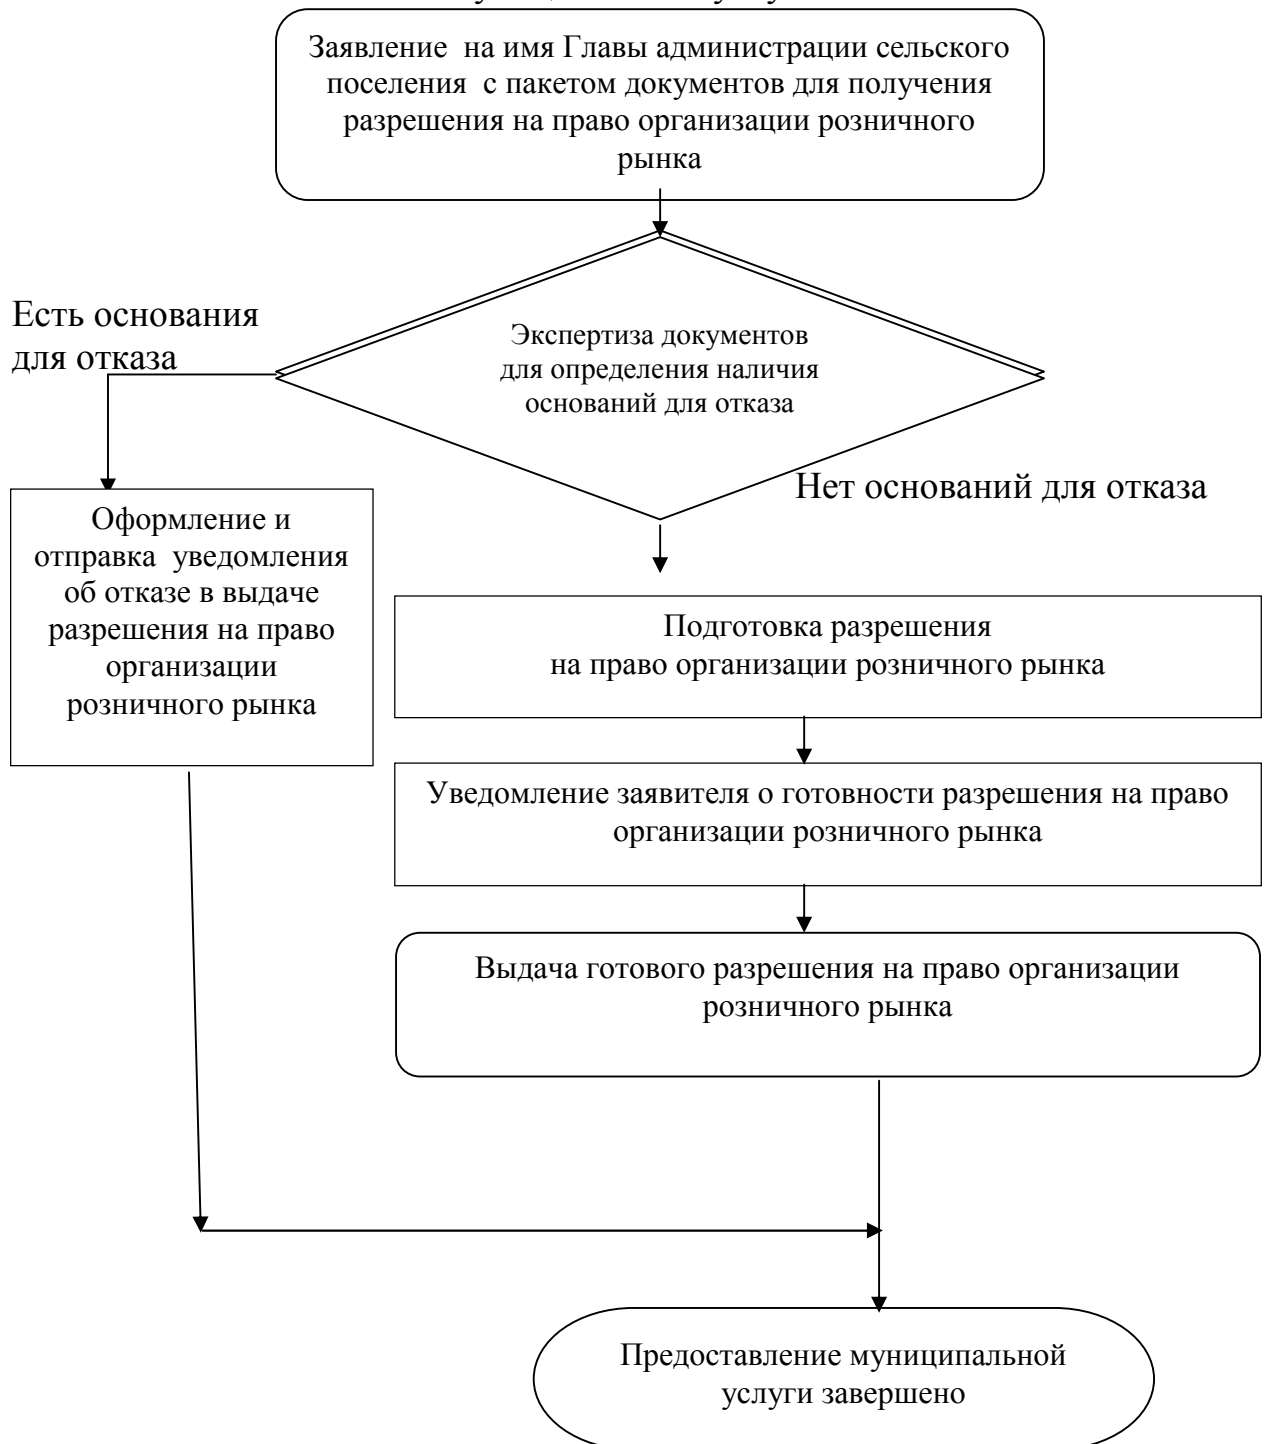 Заявление на имя Главы администрации сельского
поселения с пакетом документов для получения
разрешения на право организации розничного
рынка
Есть основания
для отказа
Экспертиза документов
для определения наличия
оснований для отказа
Нет оснований для отказа
Оформление и
отправка уведомления
об отказе в выдаче
разрешения на право
организации
розничного рынка
Подготовка разрешения
на право организации розничного рынка
Уведомление заявителя о готовности разрешения на право
организации розничного рынка
Выдача готового разрешения на право организации
розничного рынка
Предоставление муниципальной
услуги завершено